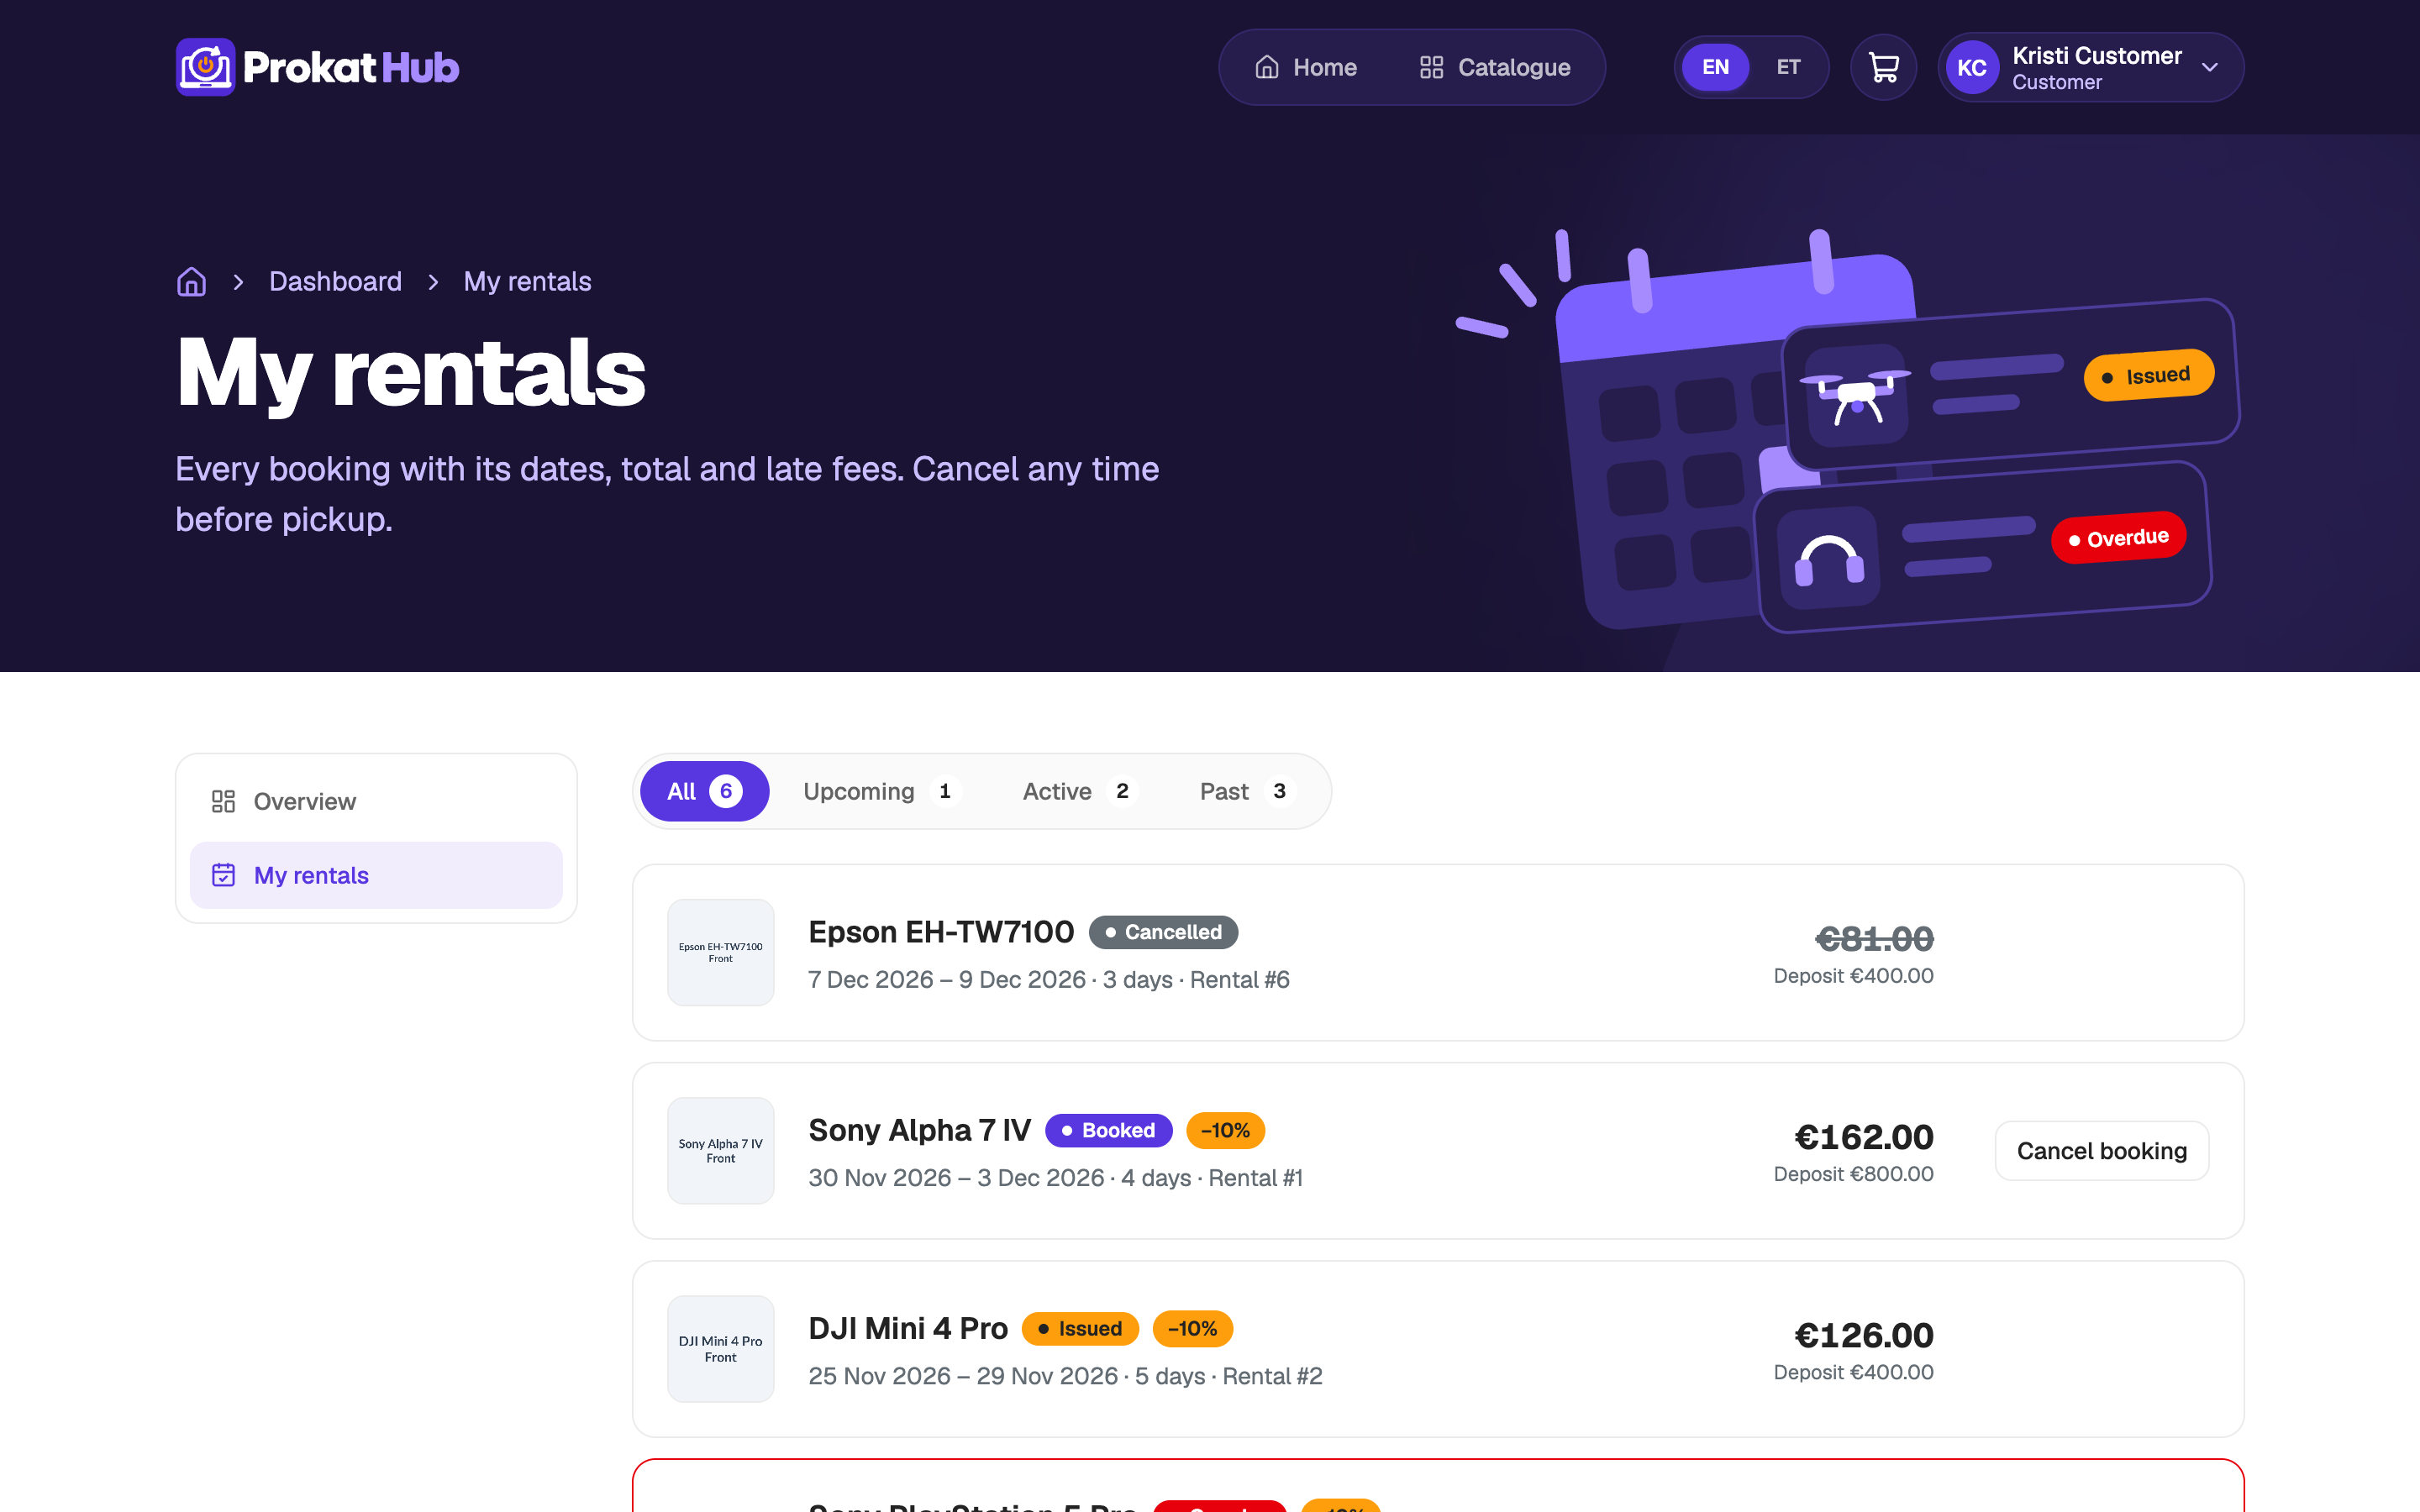 Prokat Hub
Home
Catalogue
EN
ET
KC
Kristi Customer
Customer
Dashboard
My rentals
My rentals
Every booking with its dates, total and late fees. Cancel any time
before pickup.
Issued
Overdue
Overview
My rentals
All 6
Upcoming 1
Active 2
Past 3
Epson EH-TW7100
Front
Epson EH-TW7100
Cancelled
7 Dec 2026 – 9 Dec 2026 · 3 days · Rental #6
€81.00
Deposit €400.00
Sony Alpha 7 IV
Front
Sony Alpha 7 IV
Booked
−10%
30 Nov 2026 – 3 Dec 2026 · 4 days · Rental #1
€162.00
Deposit €800.00
Cancel booking
DJI Mini 4 Pro
Front
DJI Mini 4 Pro
Issued
−10%
25 Nov 2026 – 29 Nov 2026 · 5 days · Rental #2
€126.00
Deposit €400.00
Sony PlayStation 5 Pro